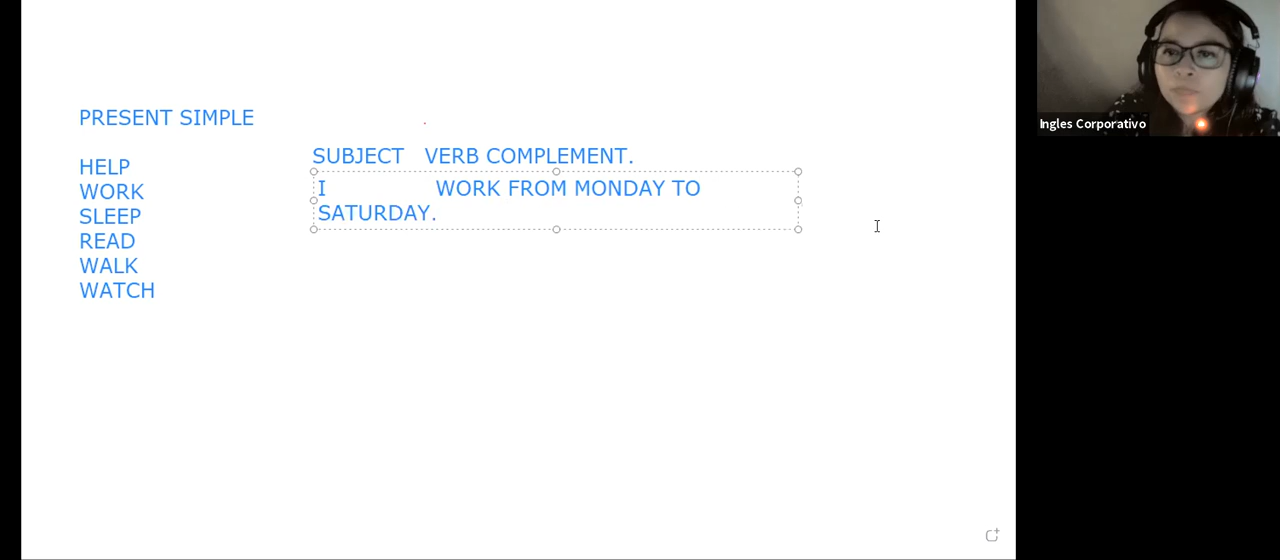 PRESENT SIMPLE
HELP
WORK
SLEEP
READ
WALK
WATCH
SUBJECT VERB COMPLEMENT.
I WORK FROM MONDAY TO
SATURDAY.
Ingles Corporativo